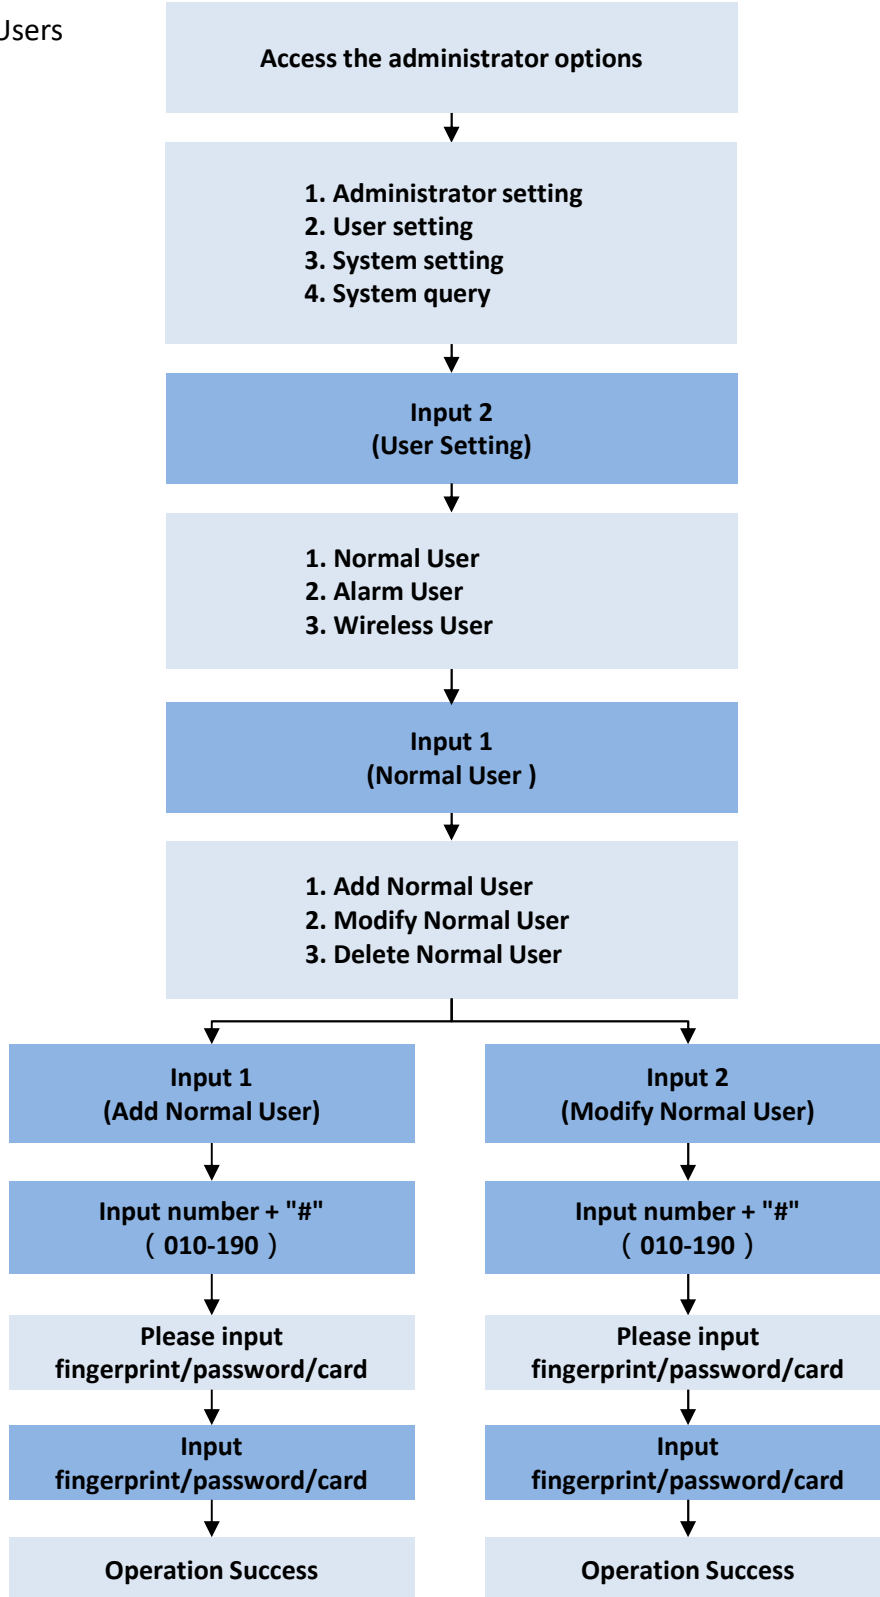 Users
Access the administrator options
1. Administrator setting
2. User setting
3. System setting
4. System query
Input 2
(User Setting)
1. Normal User
2. Alarm User
3. Wireless User
Input 1
(Normal User )
1. Add Normal User
2. Modify Normal User
3. Delete Normal User
Input 1
(Add Normal User)
Input number + "#"
( 010-190 )
Please input
fingerprint/password/card
Input
fingerprint/password/card
Operation Success
Input 2
(Modify Normal User)
Input number + "#"
( 010-190 )
Please input
fingerprint/password/card
Input
fingerprint/password/card
Operation Success